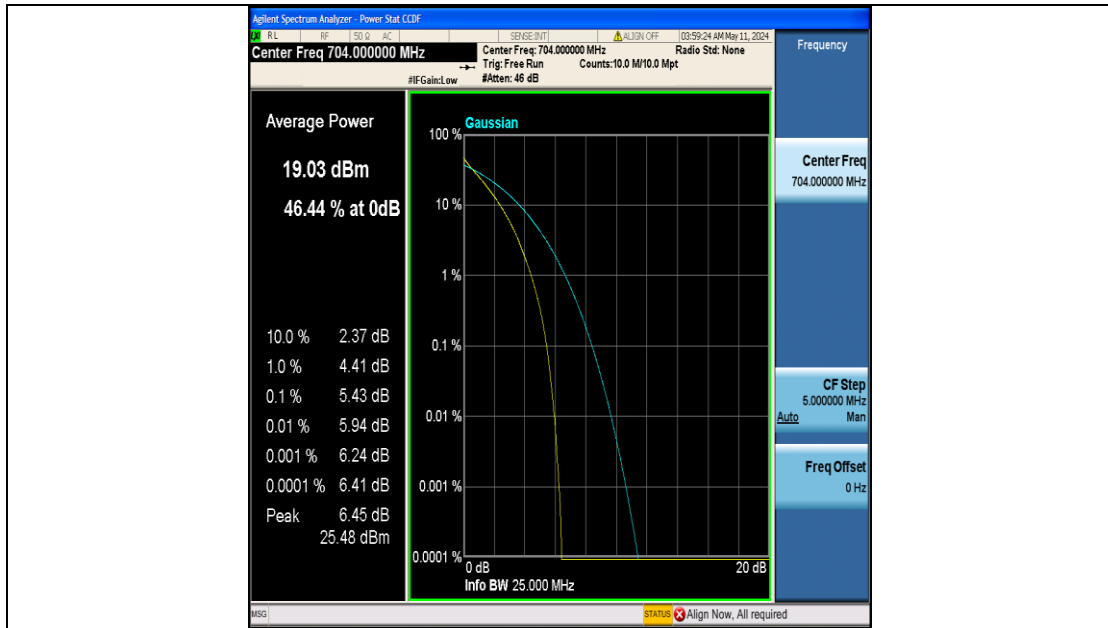 Agilent Spectrum Analyzer - Power Stat CCDF
RL RF 50 Ω AC SENSE:INT ALIGN OFF 03:59:24 AM May 11, 2024
Center Freq 704.000000 MHz
Center Freq: 704.000000 MHz Radio Std: None
Trig: Free Run Counts:10.0 M/10.0 Mpt
#IFGain:Low #Atten: 46 dB
Frequency
Average Power
19.03 dBm
46.44 % at 0dB
10.0 % 2.37 dB
1.0 % 4.41 dB
0.1 % 5.43 dB
0.01 % 5.94 dB
0.001 % 6.24 dB
0.0001 % 6.41 dB
Peak 6.45 dB
25.48 dBm
Gaussian
100 %
10 %
1 %
0.1 %
0.01 %
0.001 %
0.0001 %
0 dB 20 dB
Info BW 25.000 MHz
Center Freq
704.000000 MHz
CF Step
5.000000 MHz
Auto Man
Freq Offset
0 Hz
MSG STATUS Align Now, All required